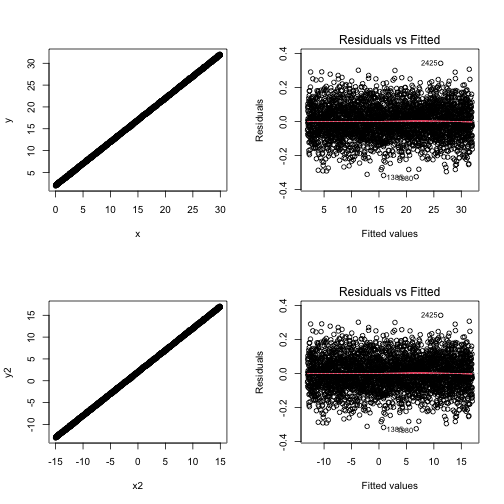 y
5 10 15 20 25 30
0 5 10 15 20 25 30
x
Residuals vs Fitted
Residuals
-0.4 -0.2 0.0 0.2 0.4
2425
1380
5 10 15 20 25 30
Fitted values
y2
-10 -5 0 5 10 15
-15 -10 -5 0 5 10 15
x2
Residuals vs Fitted
Residuals
-0.4 -0.2 0.0 0.2 0.4
2425
-10 -5 0 5 10 15
Fitted values